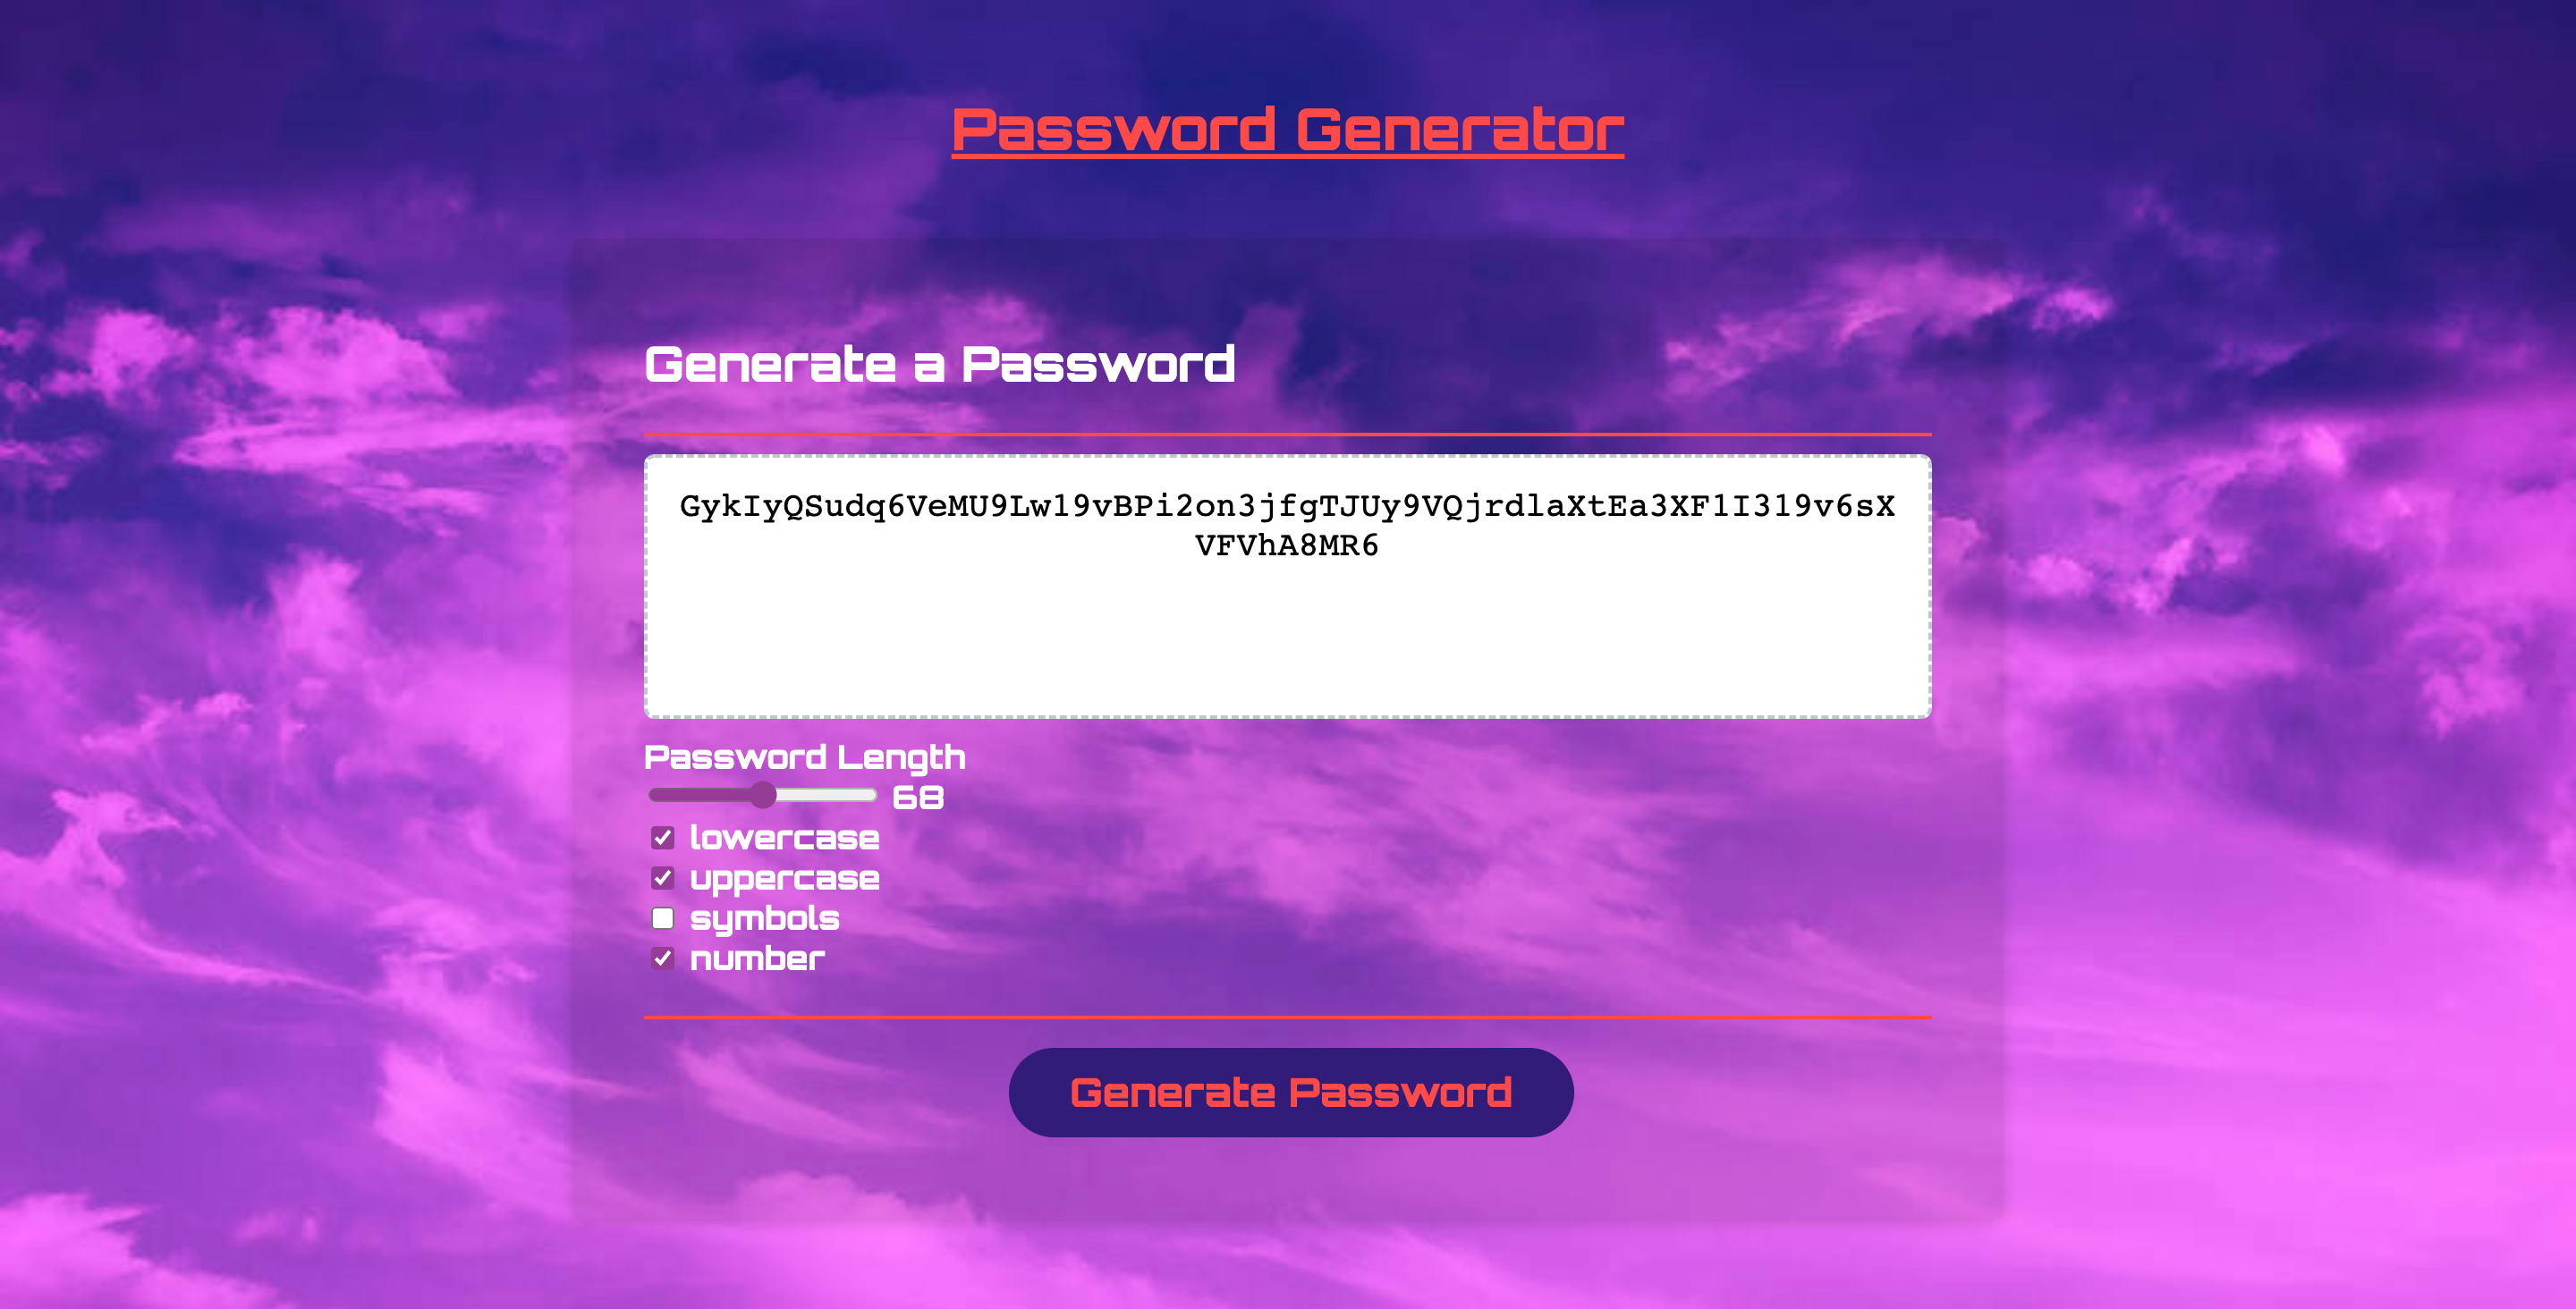 Password Generator
Generate a Password
GykIyQSudq6VeMU9Lw19vBPi2on3jfgTJUy9VQjrdlaXtEa3XF1I319v6sX
VFVhA8MR6
Password Length
68
lowercase
uppercase
symbols
number
Generate Password